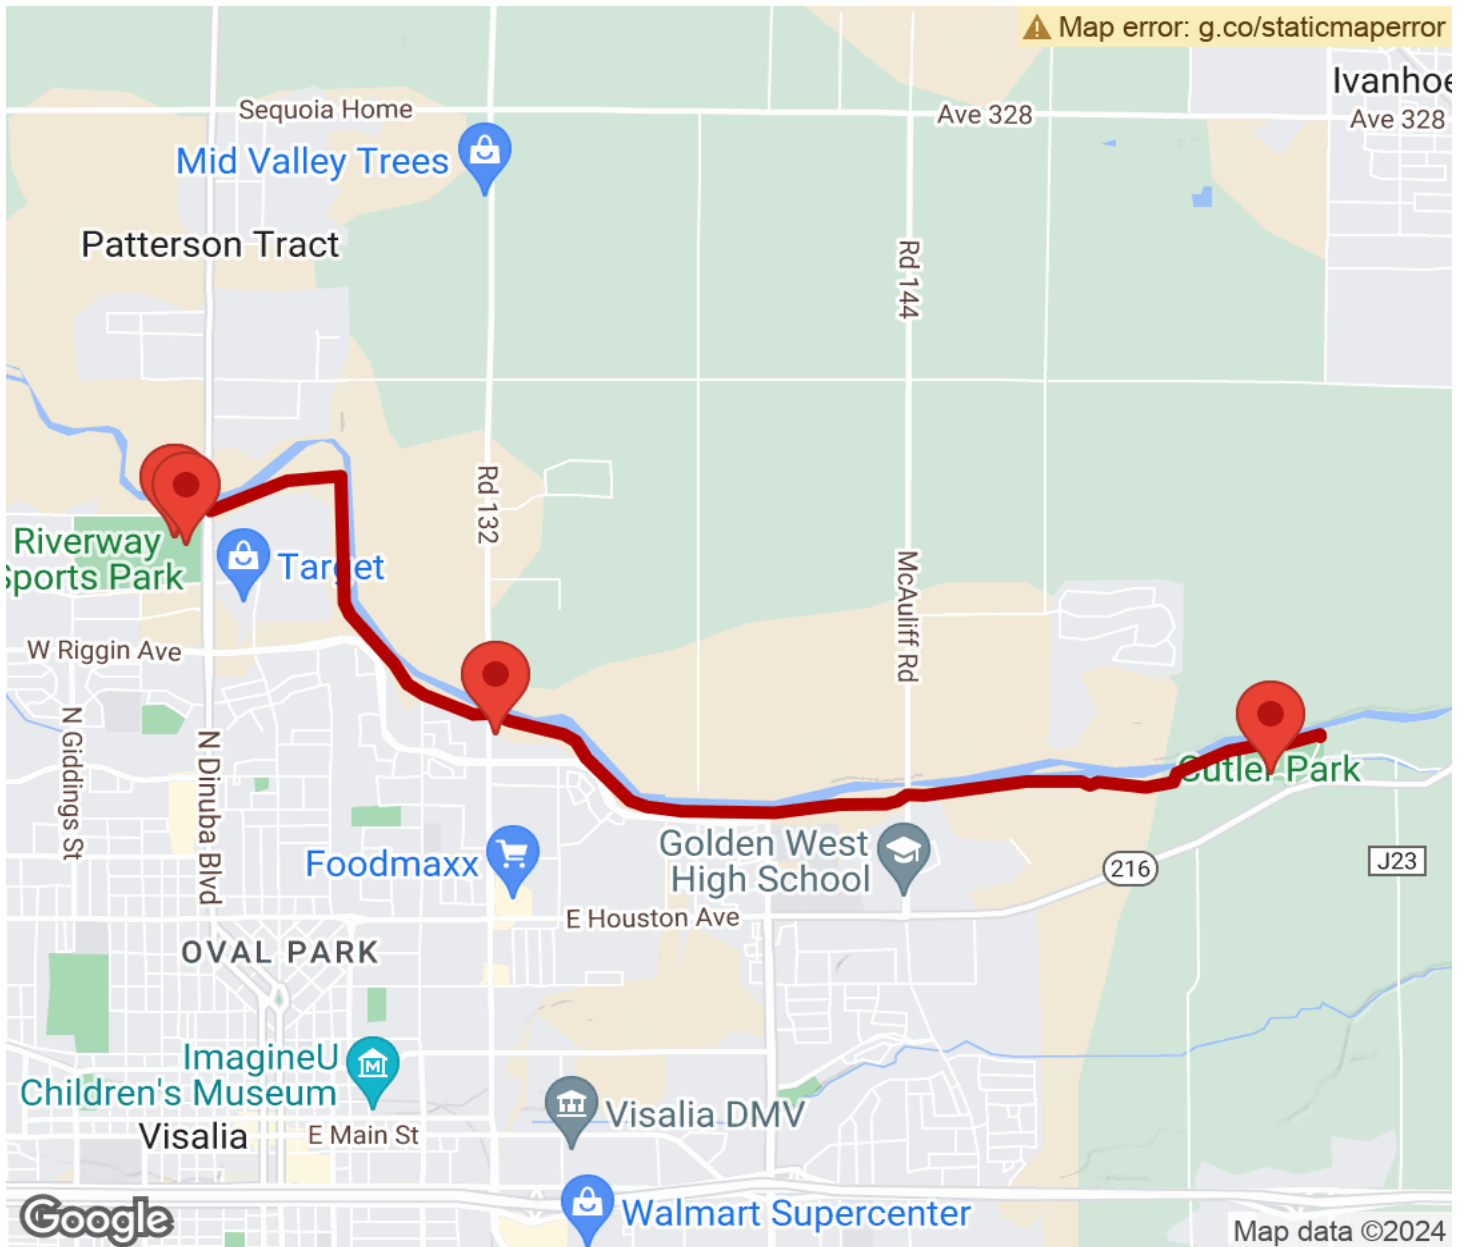 Map error: g.co/staticmaperror
Ivanhoe
Sequoia Home
Ave 328
Ave 328
Mid Valley Trees
Patterson Tract
Rd 144
Rd 132
Riverway
Sports Park
Target
McAuliff Rd
W Riggin Ave
N Giddings St
N Dinuba Blvd
Cutler Park
Golden West
High School
Foodmaxx
216
J23
E Houston Ave
OVAL PARK
ImagineU
Children's Museum
Visalia DMV
Visalia
E Main St
Walmart Supercenter
Google
Map data ©2024